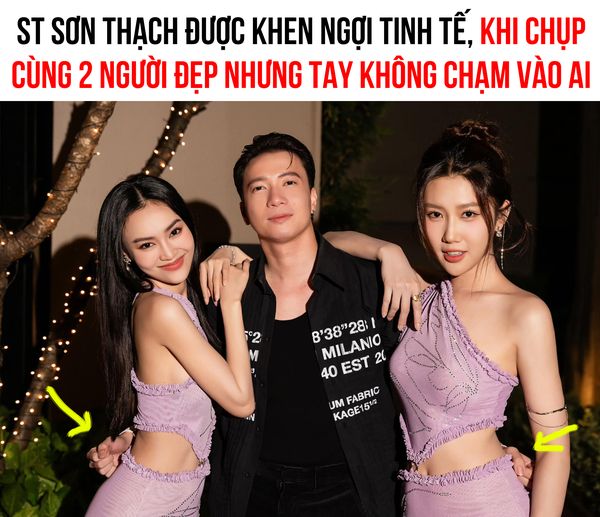 ST SƠN THẠCH ĐƯỢC KHEN NGỢI TINH TẾ, KHI CHỤP
CÙNG 2 NGƯỜI ĐẸP NHƯNG TAY KHÔNG CHẠM VÀO AI
8'38"28
MILANO
40 EST 20
UM FABRIC
KAGE